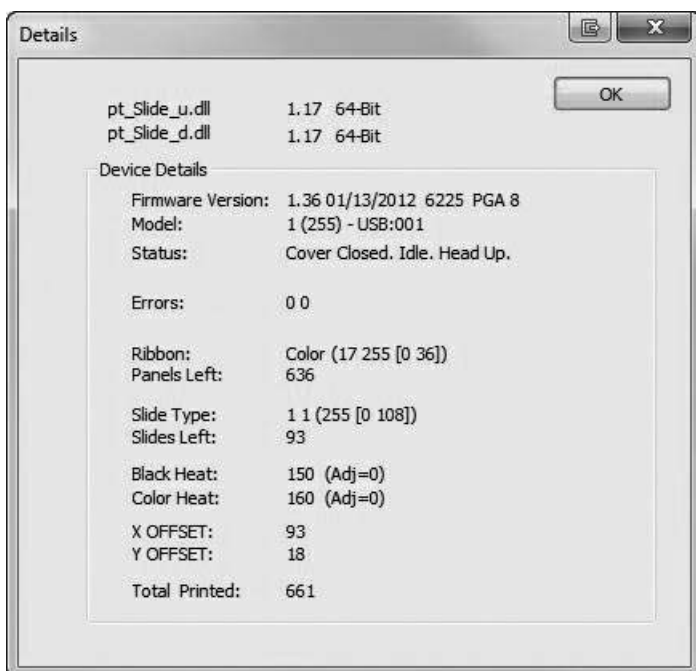 Details
OK
pt_Slide_u.dll 1.17 64-Bit
pt_Slide_d.dll 1.17 64-Bit
Device Details
Firmware Version: 1.36 01/13/2012 6225 PGA 8
Model: 1 (255) - USB:001
Status: Cover Closed. Idle. Head Up.
Errors: 0 0
Ribbon: Color (17 255 [0 36])
Panels Left: 636
Slide Type: 1 1 (255 [0 108])
Slides Left: 93
Black Heat: 150 (Adj=0)
Color Heat: 160 (Adj=0)
X OFFSET: 93
Y OFFSET: 18
Total Printed: 661